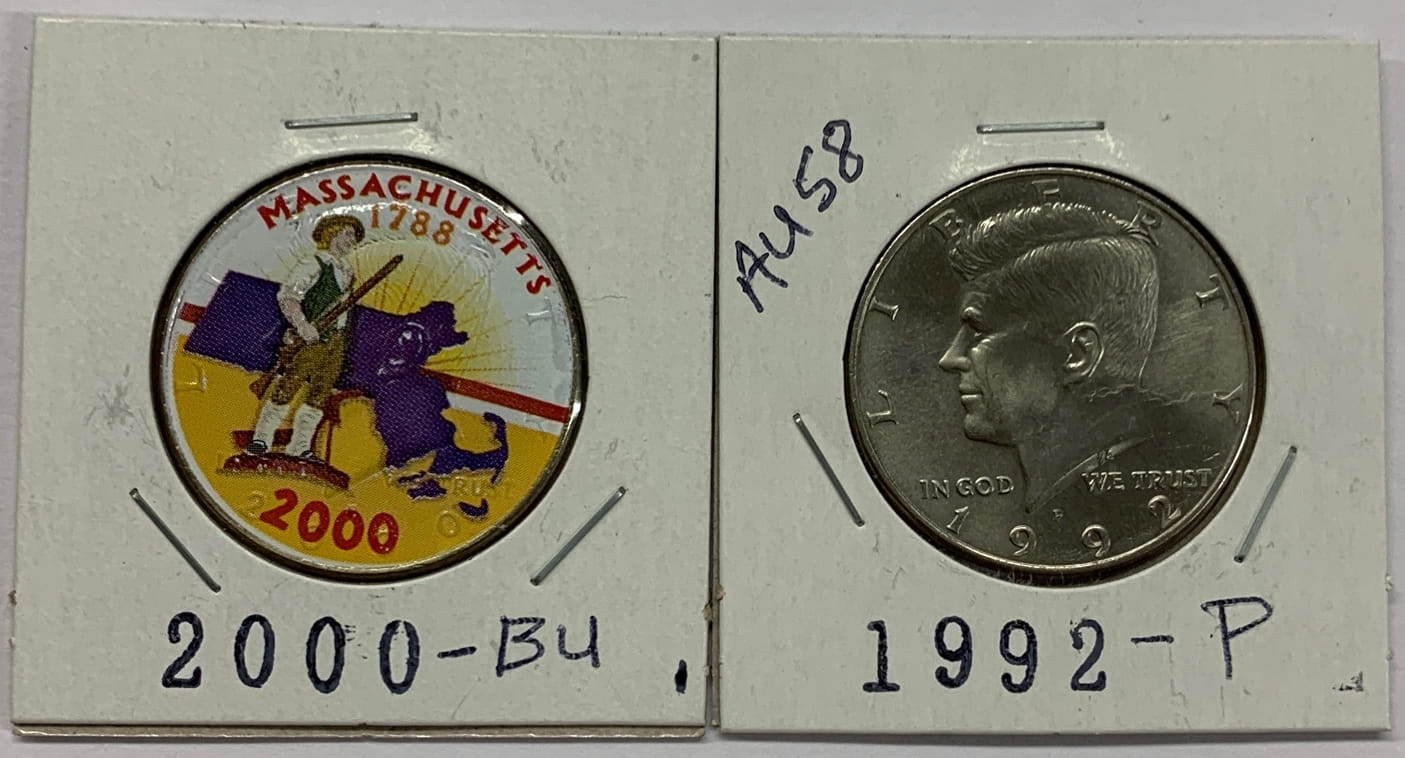 MASSACHUSETTS
1788
2000
2000-BU
AU58
LIBERTY
IN GOD WE TRUST
P
1992
1992-P